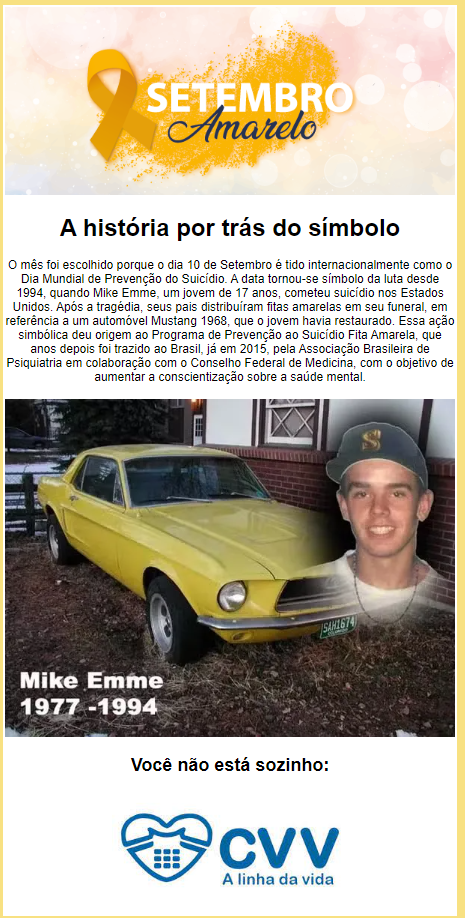 SETEMBRO
Amarelo
A história por trás do símbolo
O mês foi escolhido porque o dia 10 de Setembro é tido internacionalmente como o
Dia Mundial de Prevenção do Suicídio. A data tornou-se símbolo da luta desde
1994, quando Mike Emme, um jovem de 17 anos, cometeu suicídio nos Estados
Unidos. Após a tragédia, seus pais distribuíram fitas amarelas em seu funeral, em
referência a um automóvel Mustang 1968, que o jovem havia restaurado. Essa ação
simbólica deu origem ao Programa de Prevenção ao Suicídio Fita Amarela, que
anos depois foi trazido ao Brasil, já em 2015, pela Associação Brasileira de
Psiquiatria em colaboração com o Conselho Federal de Medicina, com o objetivo de
aumentar a conscientização sobre a saúde mental.
S
SAH1674
Mike Emme
1977 -1994
Você não está sozinho:
CVV
A linha da vida